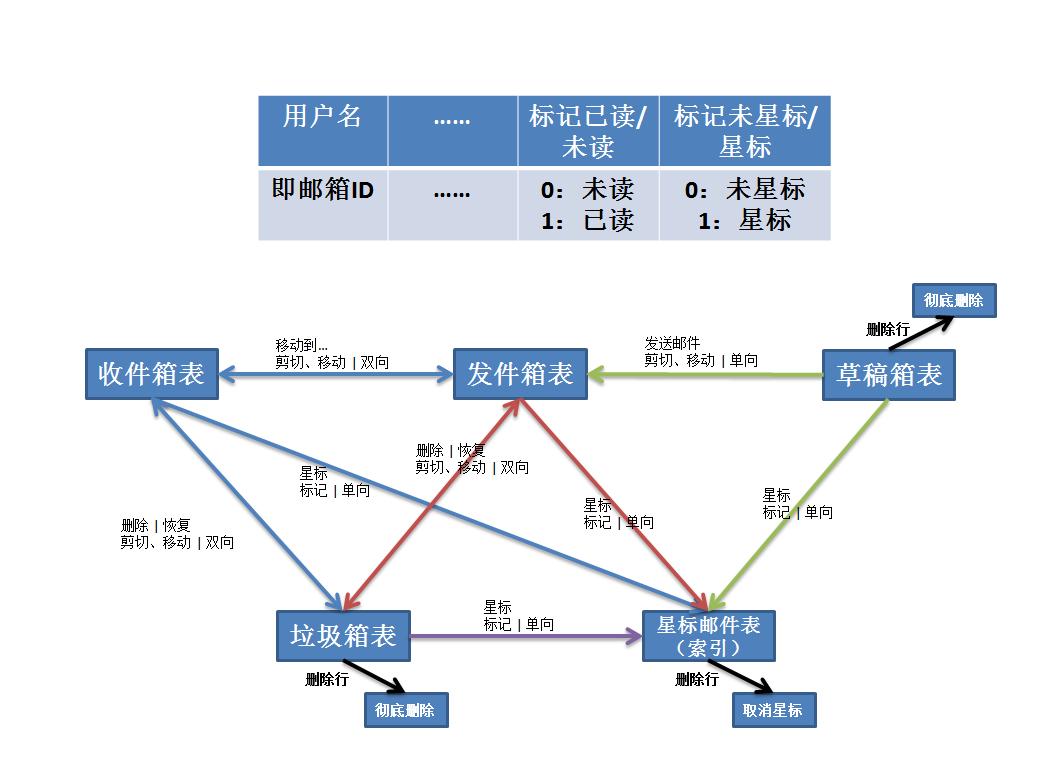 用户名
……
标记已读/
未读
标记未星标/
星标
即邮箱ID
……
0：未读
1：已读
0：未星标
1：星标
彻底删除
删除行
移动到...
剪切、移动 | 双向
发送邮件
剪切、移动 | 单向
收件箱表
发件箱表
草稿箱表
删除 | 恢复
剪切、移动 | 双向
星标
标记 | 单向
星标
标记 | 单向
星标
标记 | 单向
删除 | 恢复
剪切、移动 | 双向
星标
标记 | 单向
垃圾箱表
星标邮件表
（索引）
删除行
删除行
彻底删除
取消星标